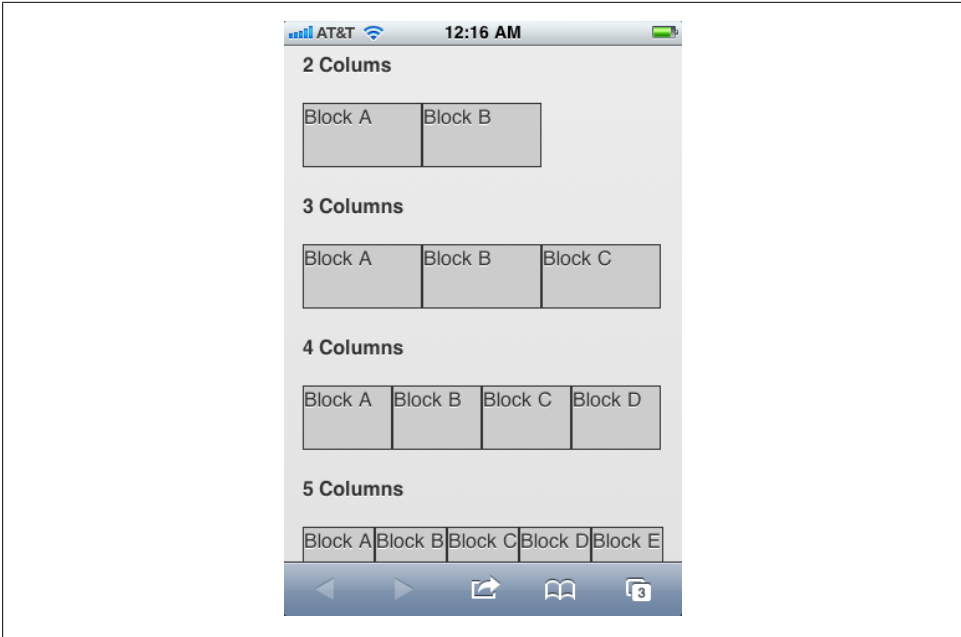 AT&T 12:16 AM
2 Colums
Block A Block B
3 Columns
Block A Block B Block C
4 Columns
Block A Block B Block C Block D
5 Columns
Block A Block B Block C Block D Block E
3